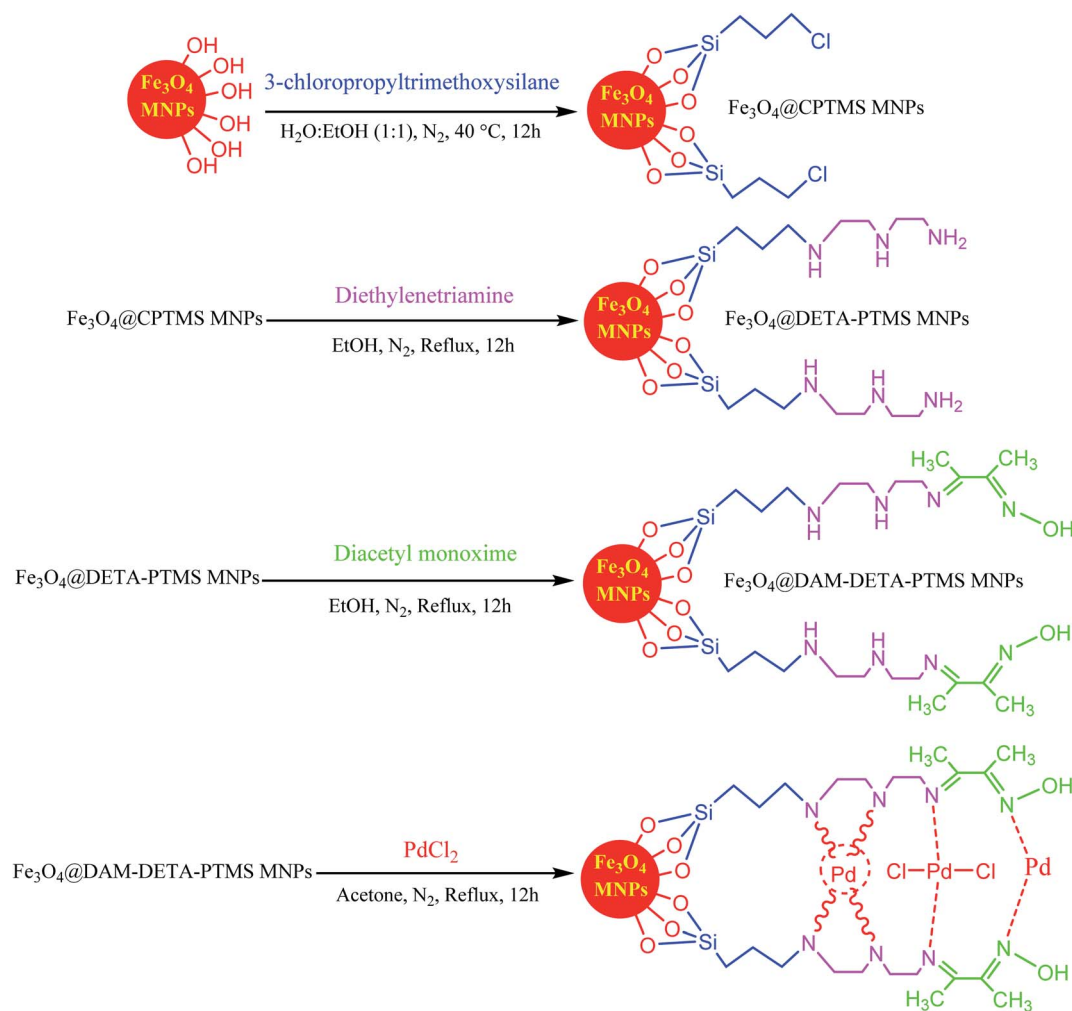 OH
OH
OH
OH
OH
OH
Fe₃O₄
MNPs
3-chloropropyltrimethoxysilane
H₂O:EtOH (1:1), N₂, 40 °C, 12h
Si
Cl
O
O
O
Fe₃O₄
MNPs
Fe₃O₄@CPTMS MNPs
O
O
O
Si
Cl
Fe₃O₄@CPTMS MNPs
Diethylenetriamine
EtOH, N₂, Reflux, 12h
Si
N
H
N
H
NH₂
O
O
O
Fe₃O₄
MNPs
Fe₃O₄@DETA-PTMS MNPs
O
O
O
Si
H
N
H
N
NH₂
Fe₃O₄@DETA-PTMS MNPs
Diacetyl monoxime
EtOH, N₂, Reflux, 12h
H₃C
CH₃
Si
N
H
N
H
N
N
OH
O
O
O
Fe₃O₄
MNPs
Fe₃O₄@DAM-DETA-PTMS MNPs
O
O
O
Si
H
N
H
N
N
N
OH
H₃C
CH₃
Fe₃O₄@DAM-DETA-PTMS MNPs
PdCl₂
Acetone, N₂, Reflux, 12h
H₃C
CH₃
Si
N
N
N
N
OH
O
O
O
Fe₃O₄
MNPs
Pd
Cl-Pd-Cl
Pd
O
O
O
Si
N
N
N
N
OH
H₃C
CH₃